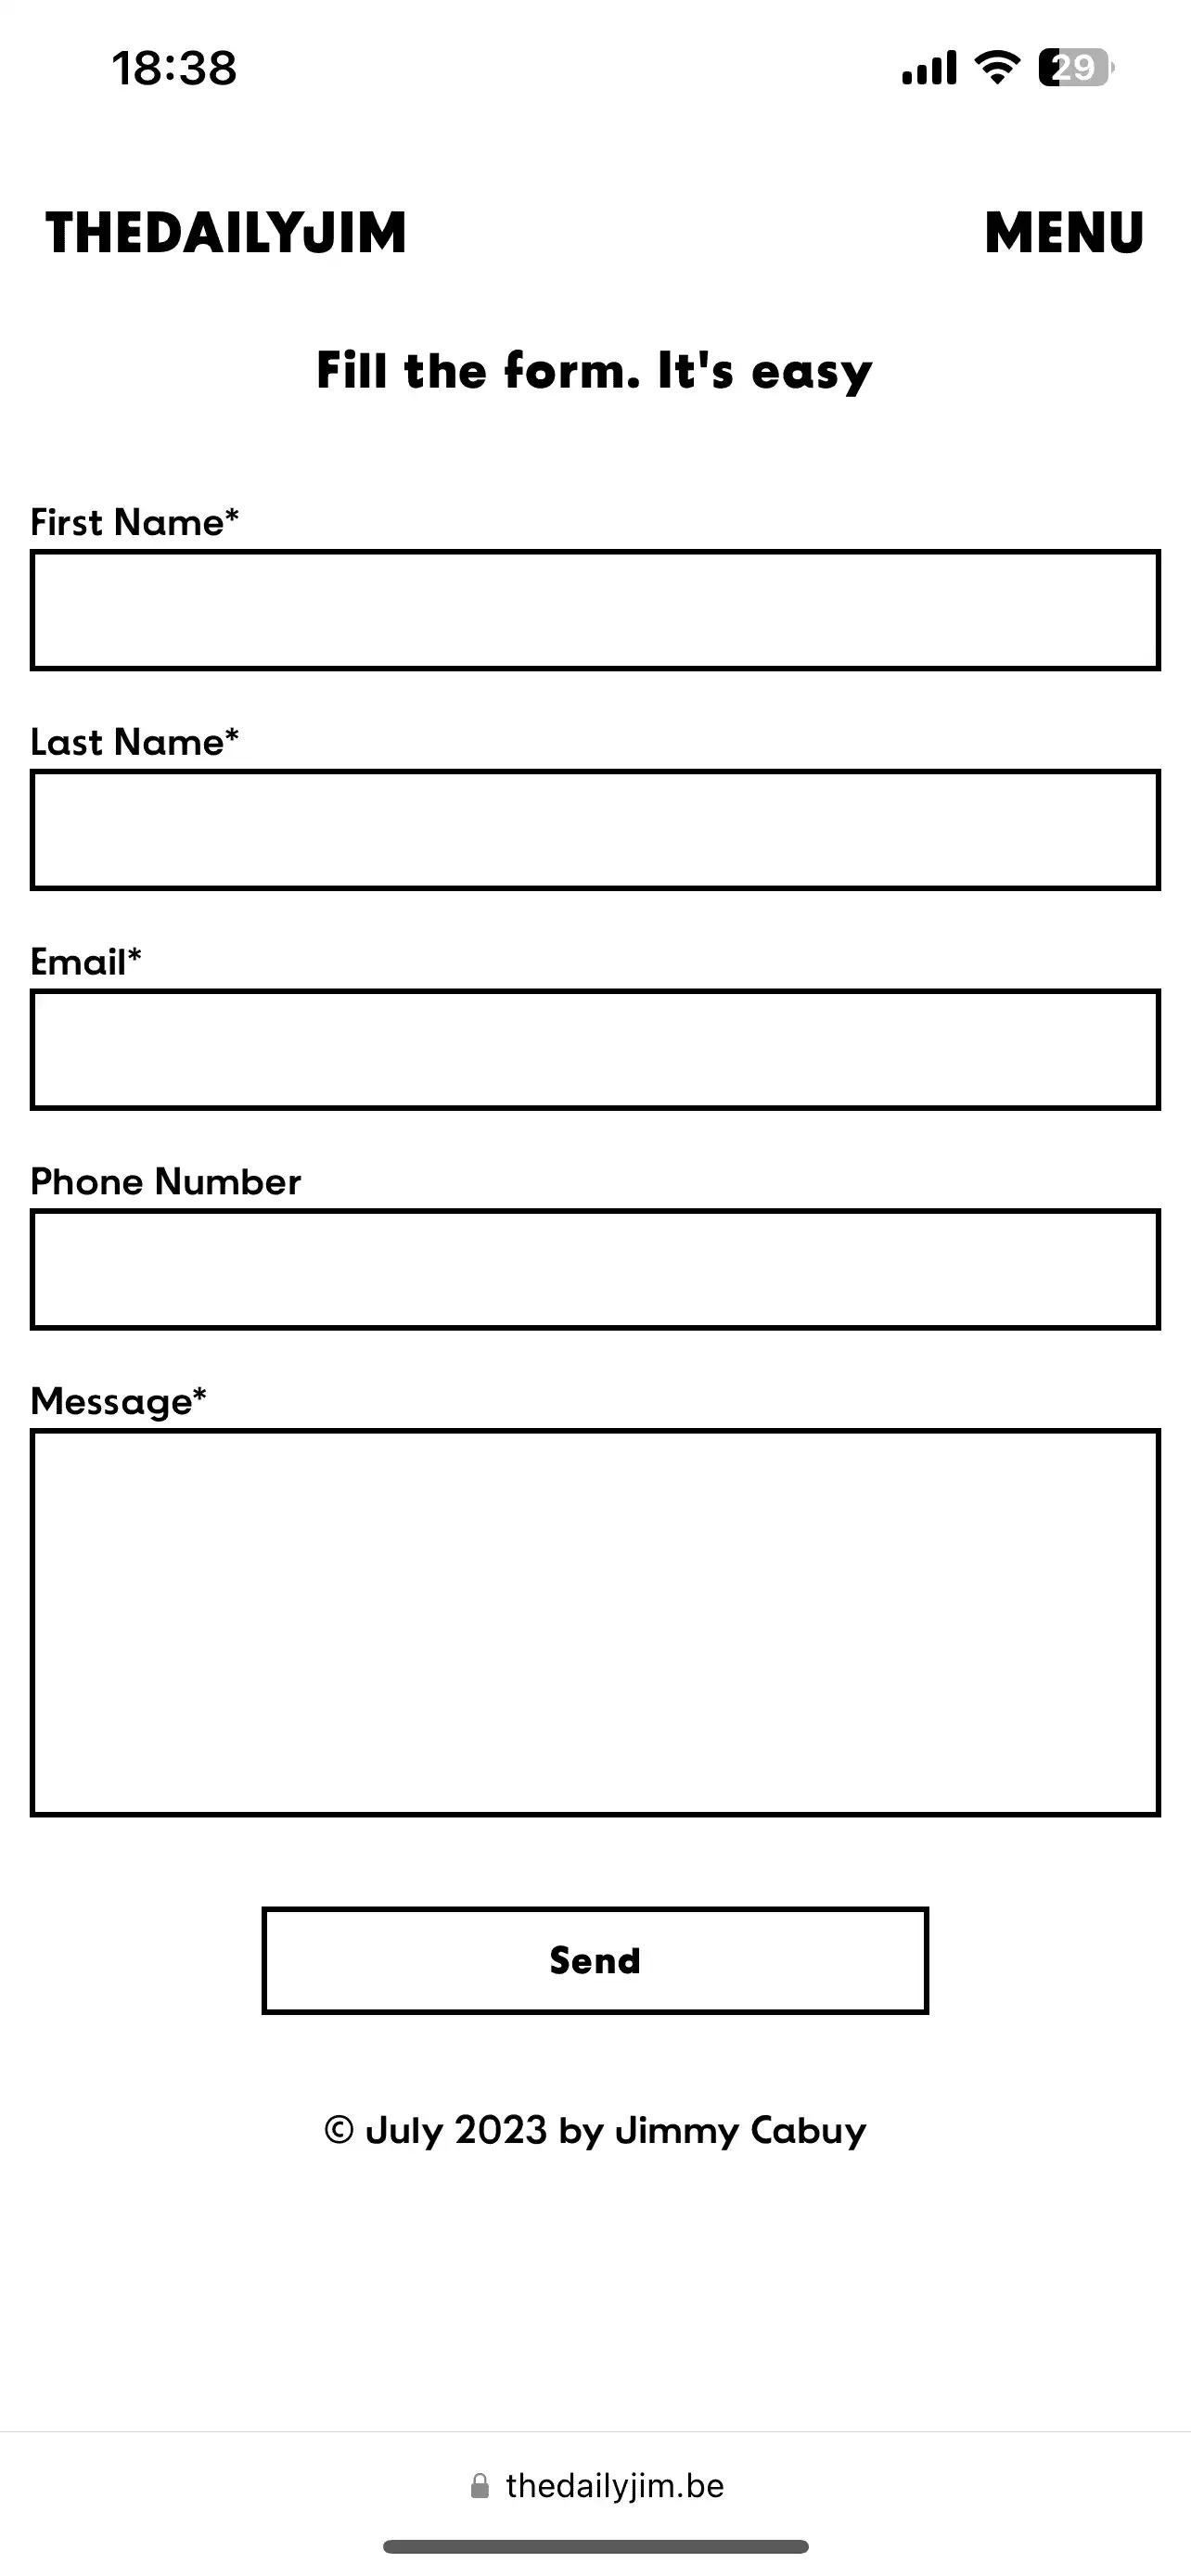 18:38 29
THEDAILYJIM MENU
Fill the form. It's easy
First Name*
Last Name*
Email*
Phone Number
Message*
Send
© July 2023 by Jimmy Cabuy
thedailyjim.be